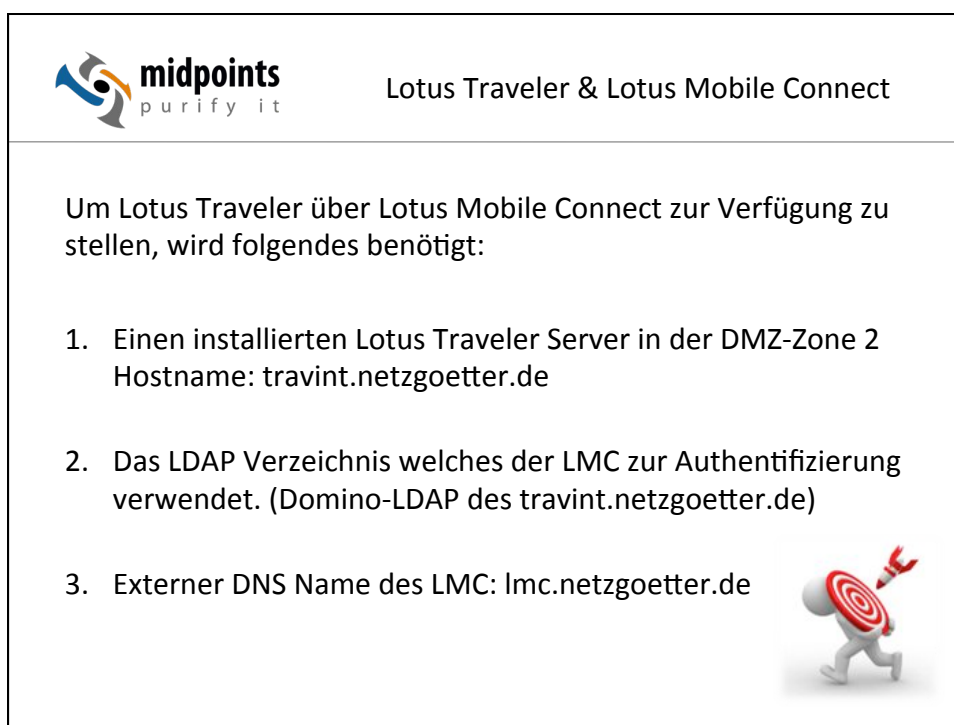 midpoints
purify it
Lotus Traveler & Lotus Mobile Connect
Um Lotus Traveler über Lotus Mobile Connect zur Verfügung zu
stellen, wird folgendes benötigt:
1. Einen installierten Lotus Traveler Server in der DMZ-Zone 2
Hostname: travint.netzgoetter.de
2. Das LDAP Verzeichnis welches der LMC zur Authentifizierung
verwendet. (Domino-LDAP des travint.netzgoetter.de)
3. Externer DNS Name des LMC: lmc.netzgoetter.de